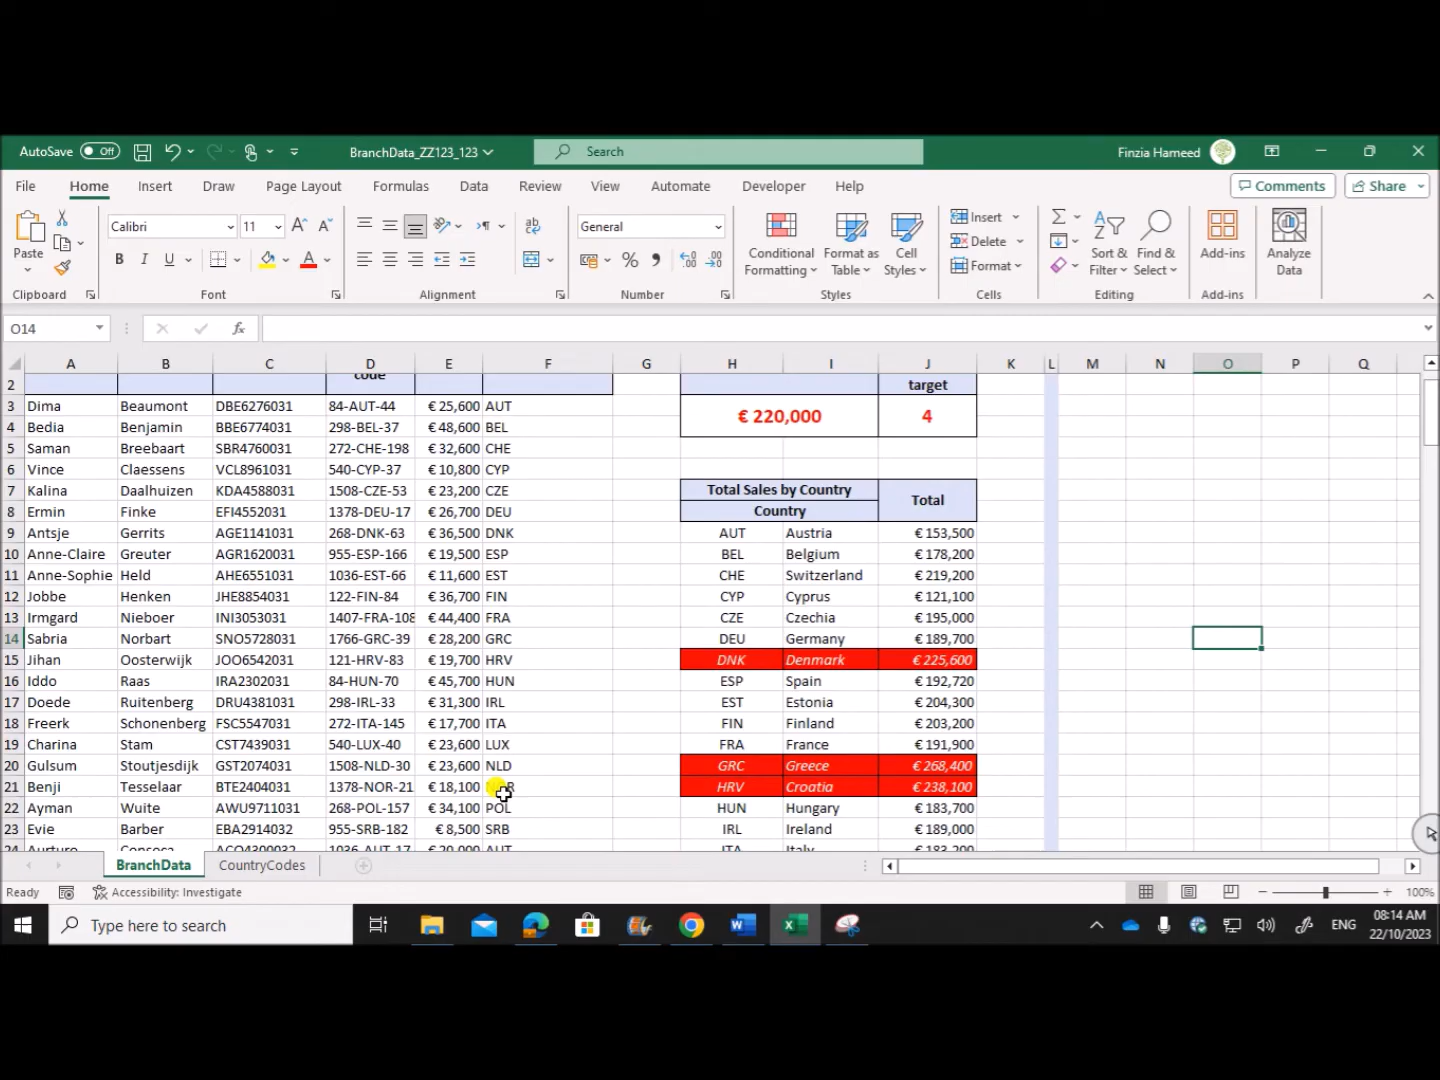 AutoSave Off BranchData_ZZ123_123 Search Finzia Hameed
File Home Insert Draw Page Layout Formulas Data Review View Automate Developer Help Comments Share
Paste Calibri 11 General Conditional Formatting Format as Table Cell Styles Insert Delete Format Sort & Filter Find & Select Add-ins Analyze Data
B I U A
Clipboard Font Alignment Number Styles Cells Editing Add-ins
O14 fx
A B C D E F G H I J K L M N O P Q
2 code target
3 Dima Beaumont DBE6276031 84-AUT-44 € 25,600 AUT € 220,000 4
4 Bedia Benjamin BBE6774031 298-BEL-37 € 48,600 BEL
5 Saman Breebaart SBR4760031 272-CHE-198 € 32,600 CHE
6 Vince Claessens VCL8961031 540-CYP-37 € 10,800 CYP
7 Kalina Daalhuizen KDA4588031 1508-CZE-53 € 23,200 CZE Total Sales by Country Total
8 Ermin Finke EFI4552031 1378-DEU-17 € 26,700 DEU Country
9 Antsje Gerrits AGE1141031 268-DNK-63 € 36,500 DNK AUT Austria € 153,500
10 Anne-Claire Greuter AGR1620031 955-ESP-166 € 19,500 ESP BEL Belgium € 178,200
11 Anne-Sophie Held AHE6551031 1036-EST-66 € 11,600 EST CHE Switzerland € 219,200
12 Jobbe Henken JHE8854031 122-FIN-84 € 36,700 FIN CYP Cyprus € 121,100
13 Irmgard Nieboer INI3053031 1407-FRA-108 € 44,400 FRA CZE Czechia € 195,000
14 Sabria Norbart SNO5728031 1766-GRC-39 € 28,200 GRC DEU Germany € 189,700
15 Jihan Oosterwijk JOO6542031 121-HRV-83 € 19,700 HRV DNK Denmark € 225,600
16 Iddo Raas IRA2302031 84-HUN-70 € 45,700 HUN ESP Spain € 192,720
17 Doede Ruitenberg DRU4381031 298-IRL-33 € 31,300 IRL EST Estonia € 204,300
18 Freerk Schonenberg FSC5547031 272-ITA-145 € 17,700 ITA FIN Finland € 203,200
19 Charina Stam CST7439031 540-LUX-40 € 23,600 LUX FRA France € 191,900
20 Gulsum Stoutjesdijk GST2074031 1508-NLD-30 € 23,600 NLD GRC Greece € 268,400
21 Benji Tesselaar BTE2404031 1378-NOR-21 € 18,100 NOR HRV Croatia € 238,100
22 Ayman Wuite AWU9711031 268-POL-157 € 34,100 POL HUN Hungary € 183,700
23 Evie Barber EBA2914032 955-SRB-182 € 8,500 SRB IRL Ireland € 189,000
24 1036-AUT-17 € 20,000 AUT ITA Italy € 183,200
BranchData CountryCodes
Ready Accessibility: Investigate 100%
Type here to search ENG 08:14 AM
22/10/2023